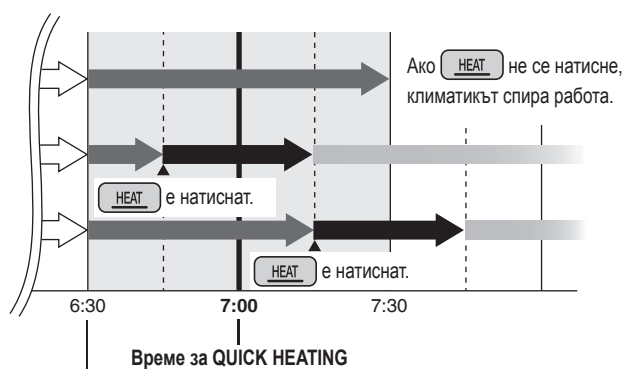 Ако HEAT не се натисне,
климатикът спира работа.
HEAT е натиснат.
HEAT е натиснат.
6:30 7:00 7:30
Време за QUICK HEATING